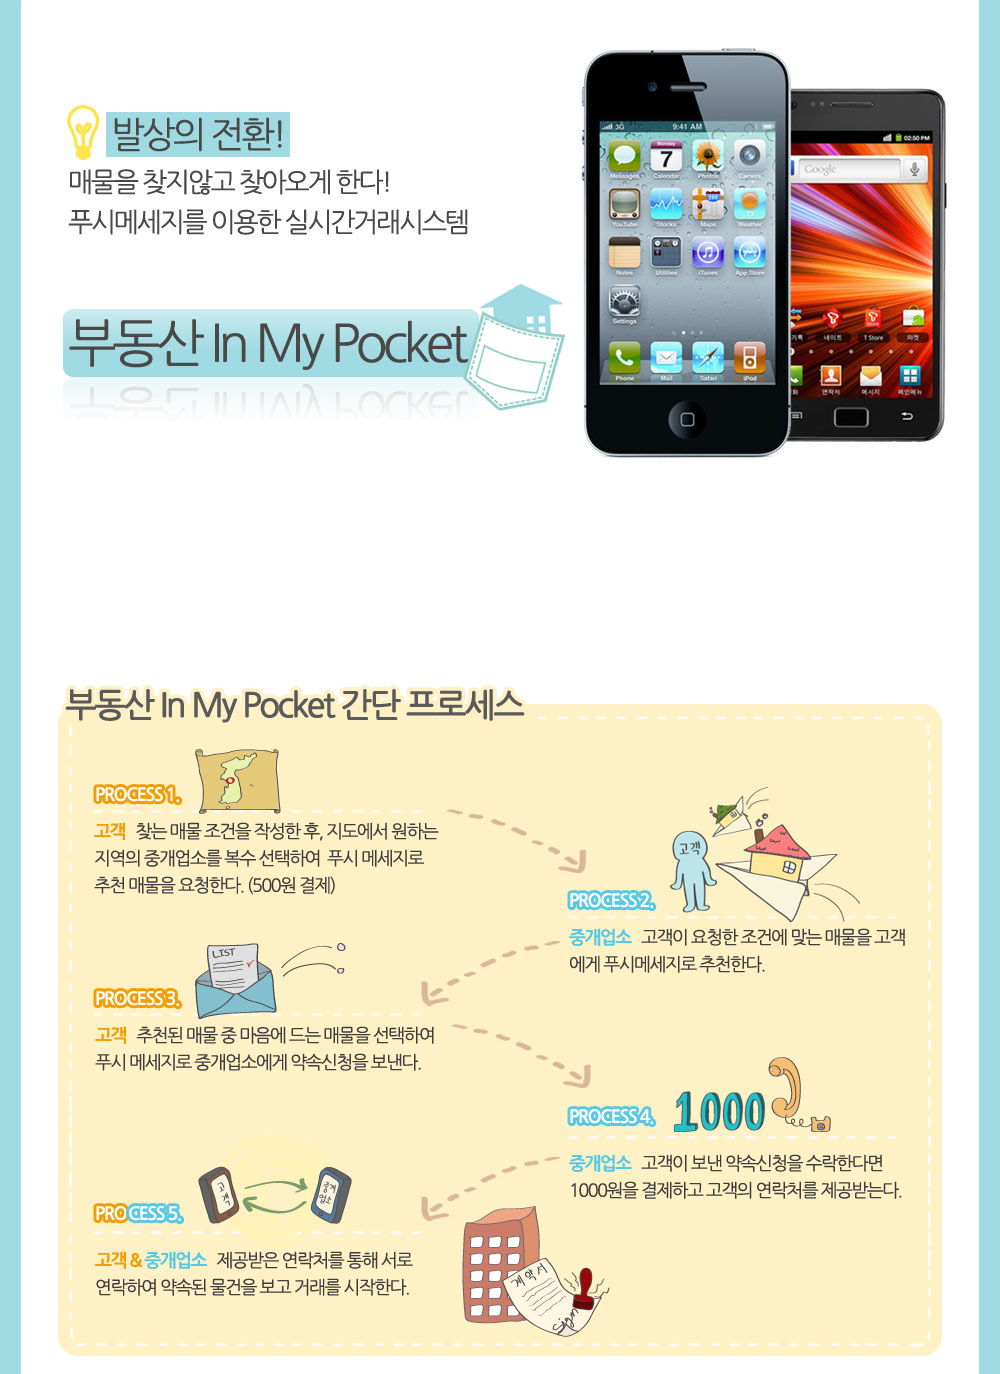 발상의 전환!
매물을 찾지않고 찾아오게 한다!
푸시메세지를 이용한 실시간거래시스템
부동산 In My Pocket
3G 9:41 AM
Monday
7
Messages Calendar Photos Camera
YouTube Stocks Maps Weather
Notes Utilities iTunes App Store
Settings
Phone Mail Safari iPod
02:50 PM
Google
네이트 T Store 마켓
연락처 메시지 메인메뉴
부동산 In My Pocket 간단 프로세스
PROCESS 1.
고객 찾는 매물 조건을 작성한 후, 지도에서 원하는
지역의 중개업소를 복수 선택하여 푸시 메세지로
추천 매물을 요청한다. (500원 결제)
고객
PROCESS 2.
중개업소 고객이 요청한 조건에 맞는 매물을 고객
에게 푸시메세지로 추천한다.
LIST
PROCESS 3.
고객 추천된 매물 중 마음에 드는 매물을 선택하여
푸시 메세지로 중개업소에게 약속신청을 보낸다.
PROCESS 4.
1000
중개업소 고객이 보낸 약속신청을 수락한다면
1000원을 결제하고 고객의 연락처를 제공받는다.
고객
중개
업소
PROCESS 5.
고객 & 중개업소 제공받은 연락처를 통해 서로
연락하여 약속된 물건을 보고 거래를 시작한다.
계약서
Sign